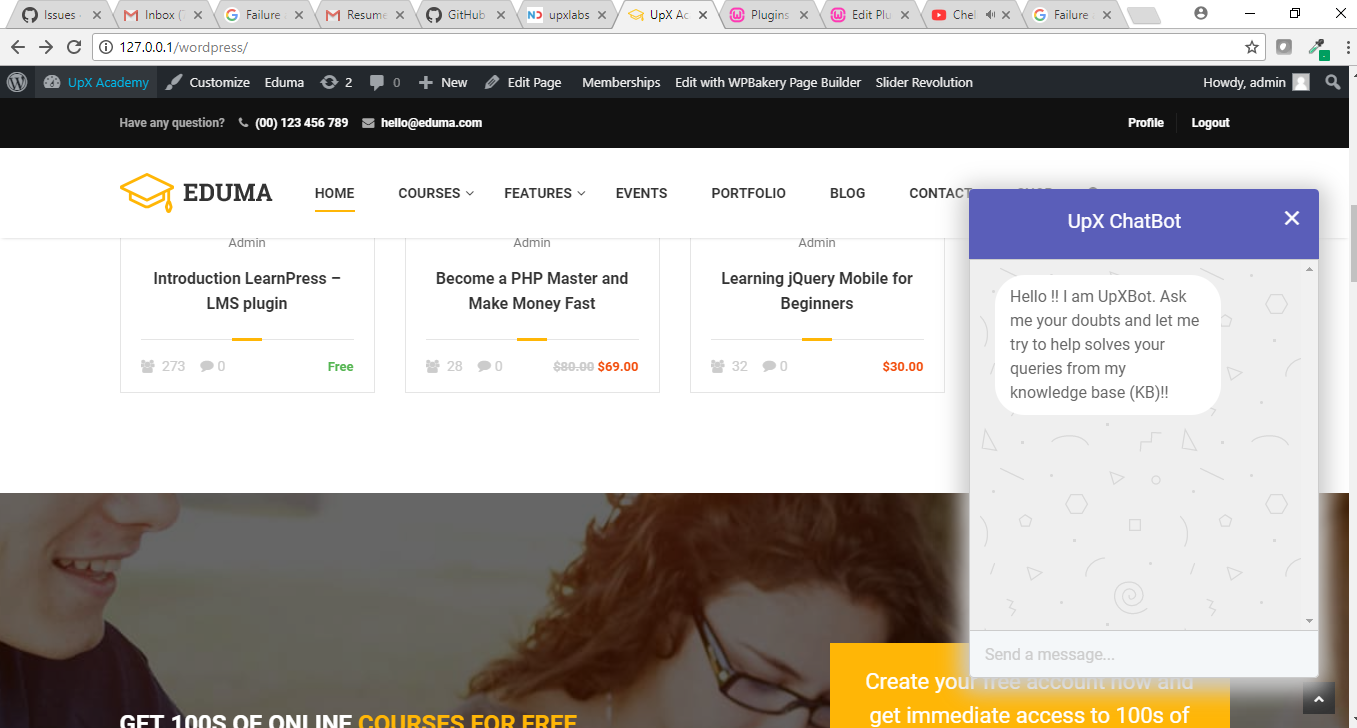 Issues
Inbox (
Failure
Resume
GitHub
upxlabs
UpX Ac
Plugins
Edit Plu
Chel
Failure
127.0.0.1/wordpress/
UpX Academy Customize Eduma 2 0 New Edit Page Memberships Edit with WPBakery Page Builder Slider Revolution Howdy, admin
Have any question? (00) 123 456 789 hello@eduma.com Profile Logout
EDUMA HOME COURSES FEATURES EVENTS PORTFOLIO BLOG CONTACT
Admin
Introduction LearnPress –
LMS plugin
273 0 Free
Admin
Become a PHP Master and
Make Money Fast
28 0 $80.00 $69.00
Admin
Learning jQuery Mobile for
Beginners
32 0 $30.00
UpX ChatBot
Hello !! I am UpXBot. Ask
me your doubts and let me
try to help solves your
queries from my
knowledge base (KB)!!
Send a message...
Create your free account now and
get immediate access to 100s of
GET 100S OF ONLINE COURSES FOR FREE